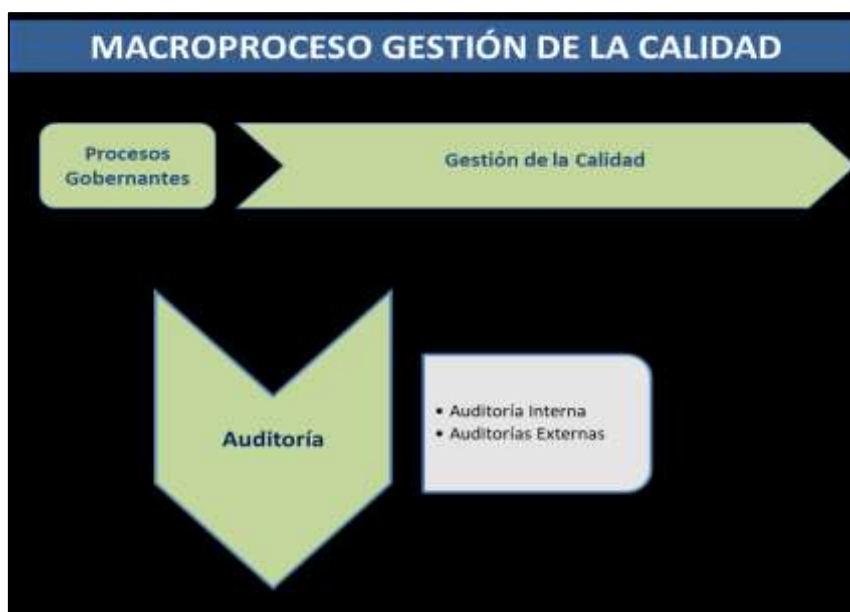 MACROPROCESO GESTIÓN DE LA CALIDAD
Procesos
Gobernantes
Gestión de la Calidad
Auditoría
• Auditoría Interna
• Auditorías Externas